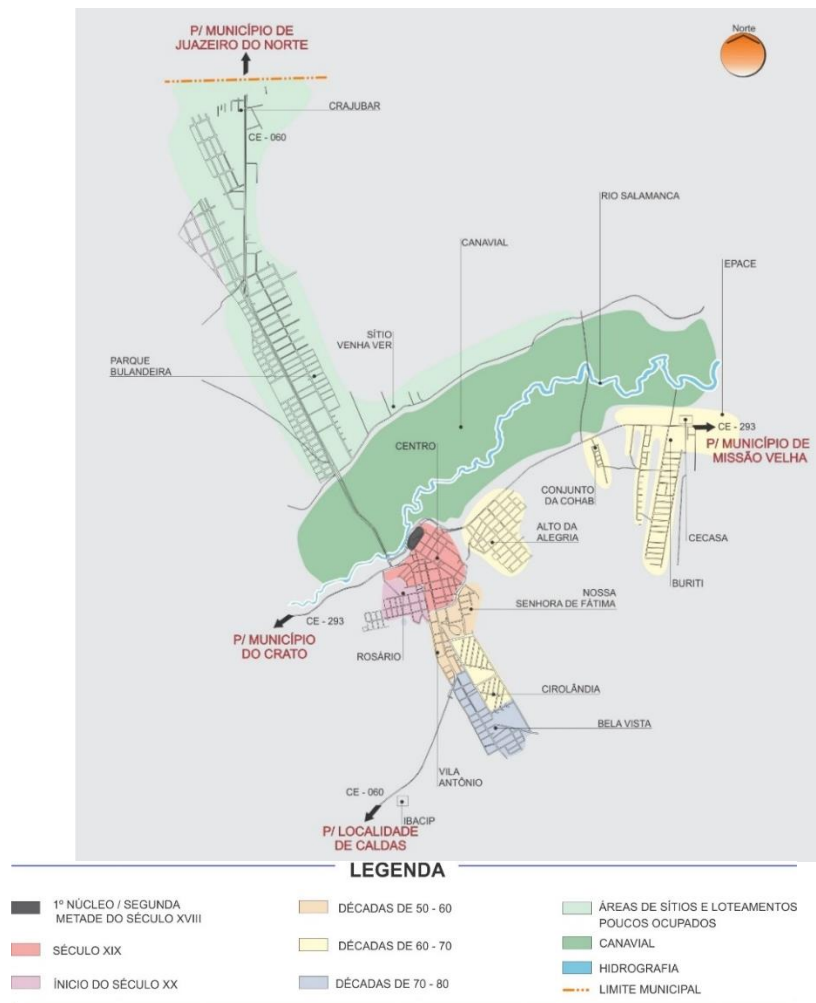 P/ MUNICÍPIO DE
JUAZEIRO DO NORTE
Norte
CRAJUBAR
CE - 060
RIO SALAMANCA
CANAVIAL
EPACE
SÍTIO
VENHA VER
PARQUE
BULANDEIRA
CENTRO
CE - 293
P/ MUNICÍPIO DE
MISSÃO VELHA
CONJUNTO
DA COHAB
ALTO DA
ALEGRIA
CECASA
BURITI
NOSSA
SENHORA DE FÁTIMA
CE - 293
P/ MUNICÍPIO
DO CRATO
ROSÁRIO
CIROLÂNDIA
BELA VISTA
VILA
ANTÔNIO
CE - 060
IBACIP
P/ LOCALIDADE
DE CALDAS
LEGENDA
1º NÚCLEO / SEGUNDA
METADE DO SÉCULO XVIII
SÉCULO XIX
ÍNICIO DO SÉCULO XX
DÉCADAS DE 50 - 60
DÉCADAS DE 60 - 70
DÉCADAS DE 70 - 80
ÁREAS DE SÍTIOS E LOTEAMENTOS
POUCOS OCUPADOS
CANAVIAL
HIDROGRAFIA
LIMITE MUNICIPAL